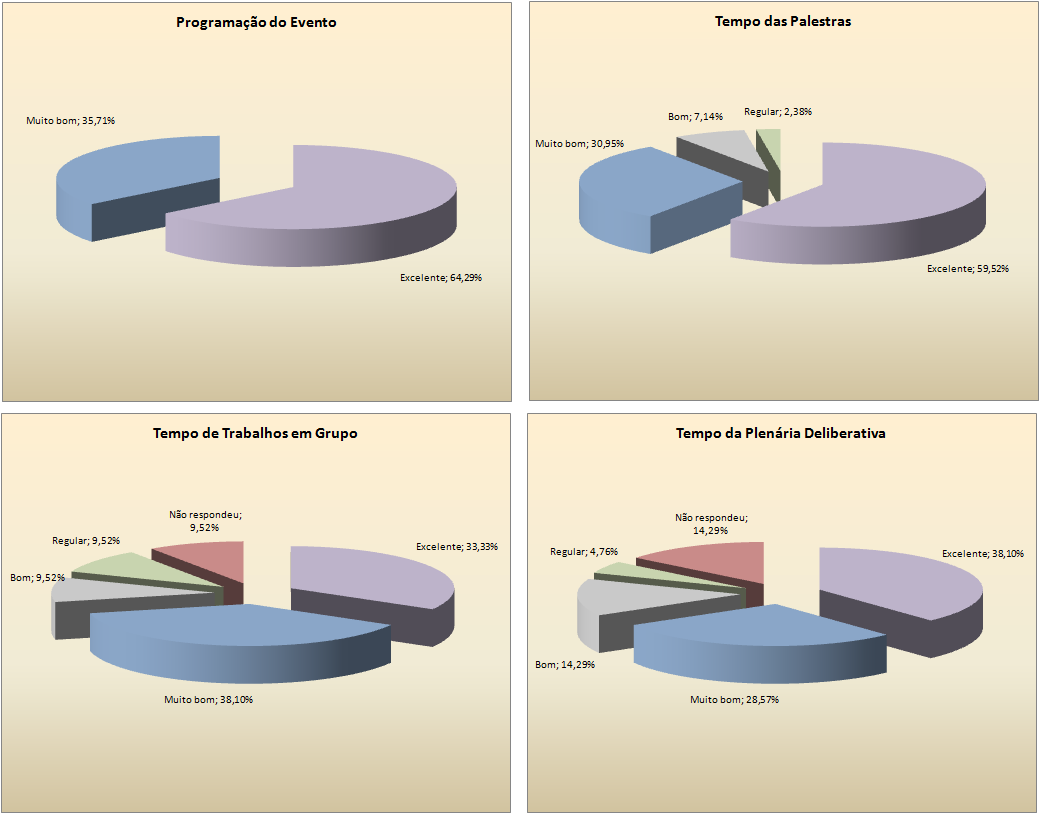 Programação do Evento
Muito bom; 35,71%
Excelente; 64,29%
Tempo das Palestras
Regular; 2,38%
Bom; 7,14%
Muito bom; 30,95%
Excelente; 59,52%
Tempo de Trabalhos em Grupo
Não respondeu;
9,52%
Regular; 9,52%
Excelente; 33,33%
Bom; 9,52%
Muito bom; 38,10%
Tempo da Plenária Deliberativa
Não respondeu;
14,29%
Regular; 4,76%
Excelente; 38,10%
Bom; 14,29%
Muito bom; 28,57%